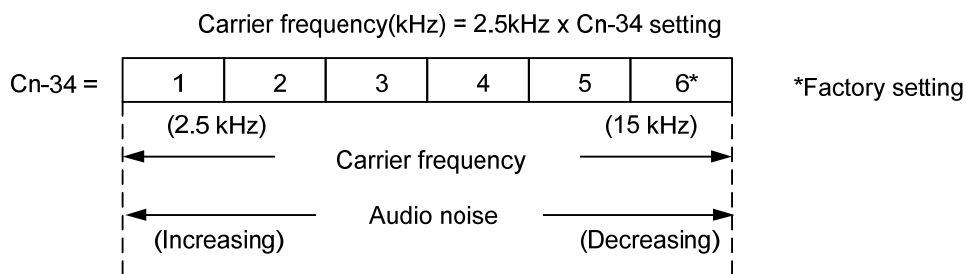 Carrier frequency(kHz) = 2.5kHz x Cn-34 setting
Cn-34 = 1 2 3 4 5 6* *Factory setting
(2.5 kHz) (15 kHz)
Carrier frequency
Audio noise
(Increasing) (Decreasing)